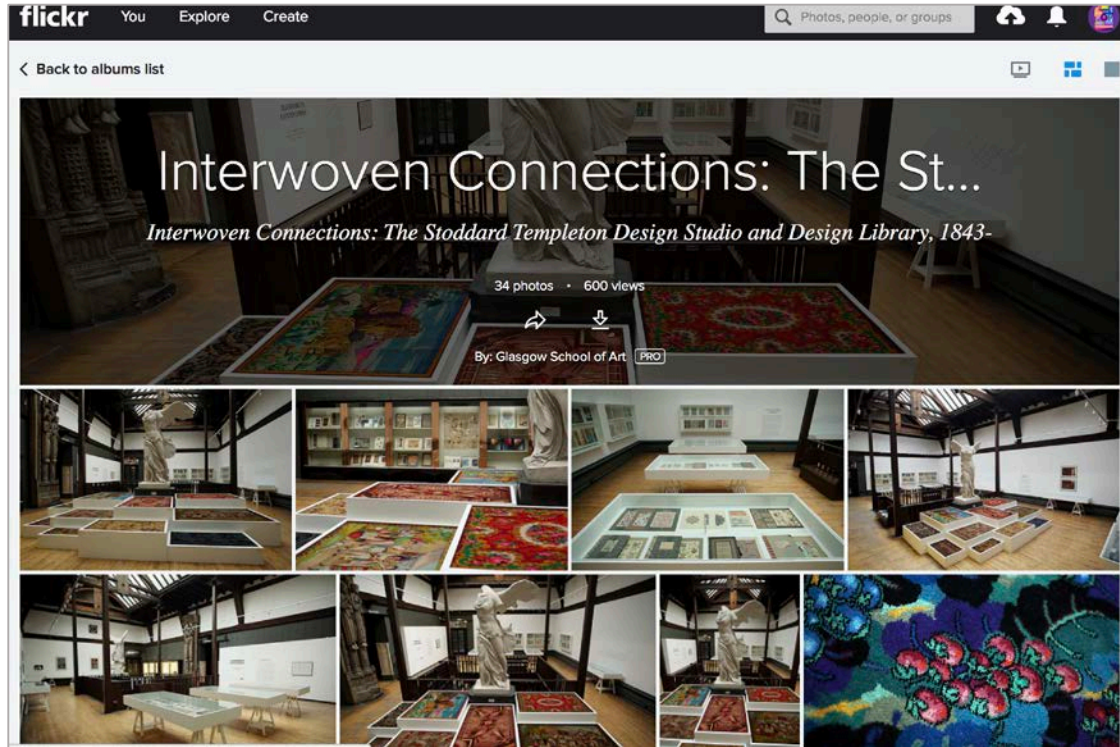 flickr You Explore Create Photos, people, or groups
Back to albums list
Interwoven Connections: The St...
Interwoven Connections: The Stoddard Templeton Design Studio and Design Library, 1843-
34 photos • 600 views
By: Glasgow School of Art PRO